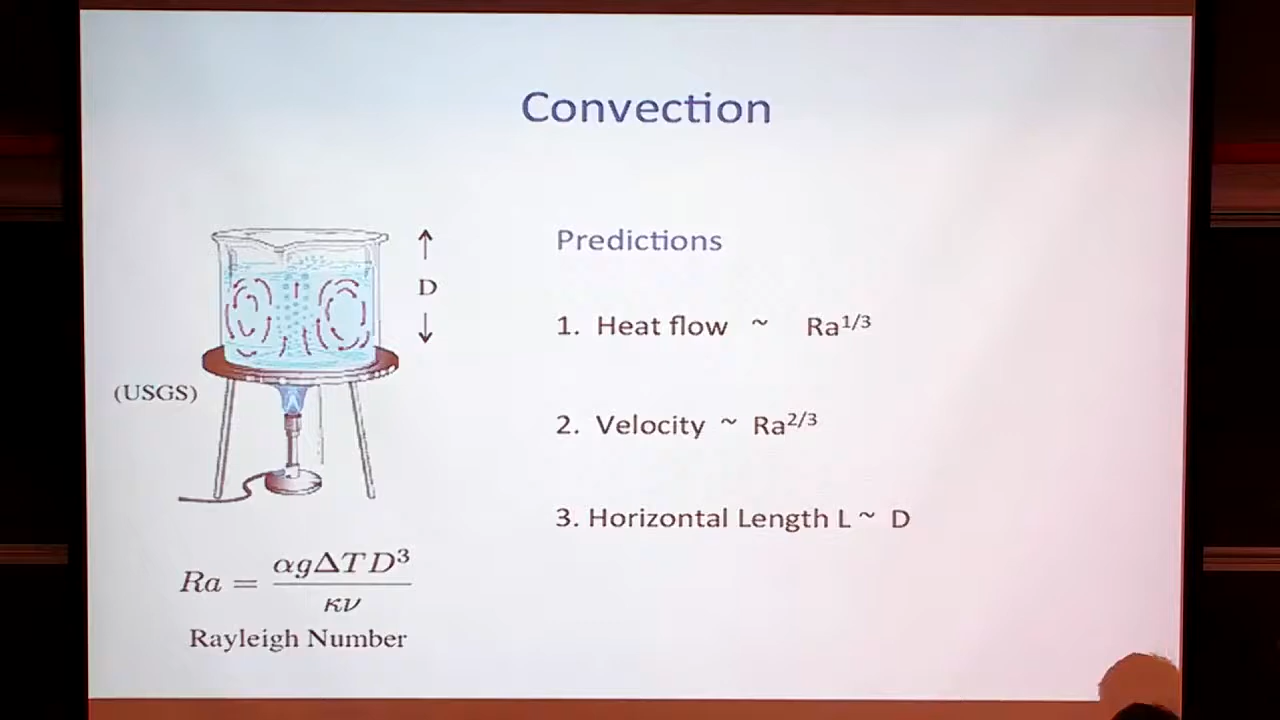 Convection
↑
D
↓
(USGS)
Ra = αgΔTD³ / κν
Rayleigh Number
Predictions
1. Heat flow ~ Ra^1/3
2. Velocity ~ Ra^2/3
3. Horizontal Length L ~ D